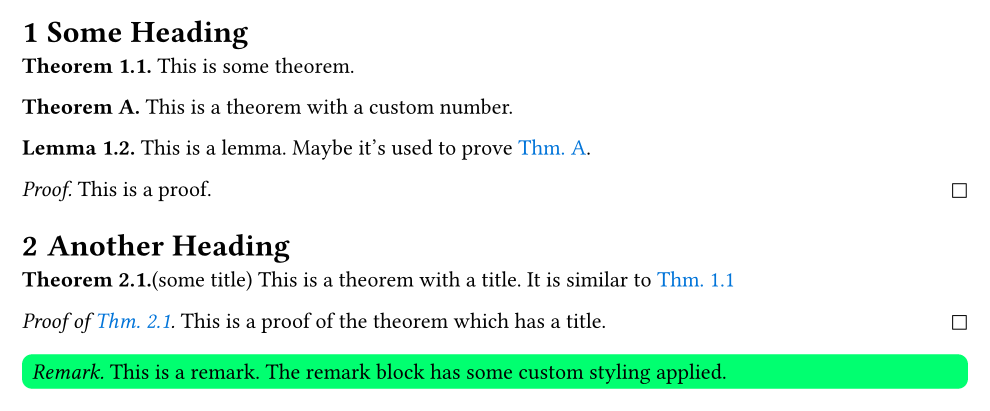 1 Some Heading
Theorem 1.1. This is some theorem.
Theorem A. This is a theorem with a custom number.
Lemma 1.2. This is a lemma. Maybe it’s used to prove Thm. A.
Proof. This is a proof. □
2 Another Heading
Theorem 2.1.(some title) This is a theorem with a title. It is similar to Thm. 1.1
Proof of Thm. 2.1. This is a proof of the theorem which has a title. □
Remark. This is a remark. The remark block has some custom styling applied.